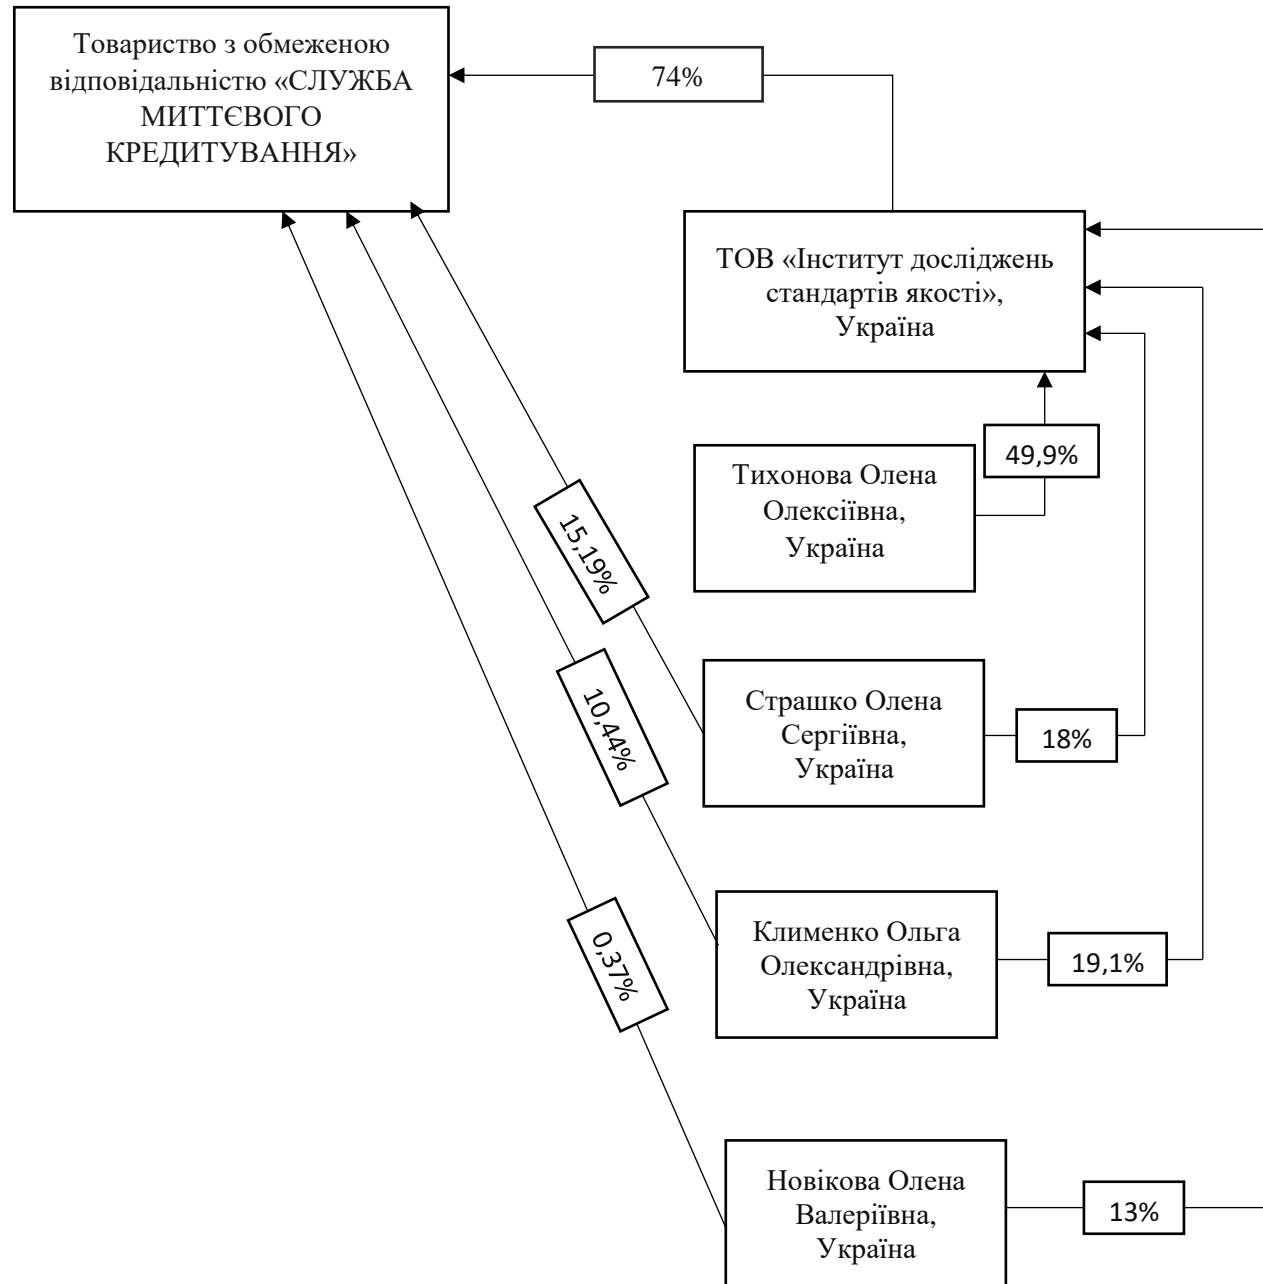 Товариство з обмеженою
відповідальністю «СЛУЖБА
МИТТЄВОГО
КРЕДИТУВАННЯ»
74%
ТОВ «Інститут досліджень
стандартів якості»,
Україна
49,9%
Тихонова Олена
Олексіївна,
Україна
15,19%
Страшко Олена
Сергіївна,
Україна
18%
10,44%
Клименко Ольга
Олександрівна,
Україна
19,1%
0,37%
Новікова Олена
Валеріївна,
Україна
13%